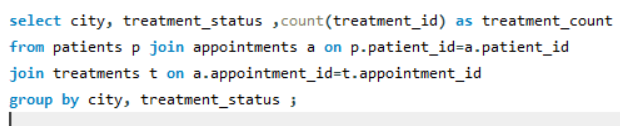 select city, treatment_status ,count(treatment_id) as treatment_count
from patients p join appointments a on p.patient_id=a.patient_id
join treatments t on a.appointment_id=t.appointment_id
group by city, treatment_status ;